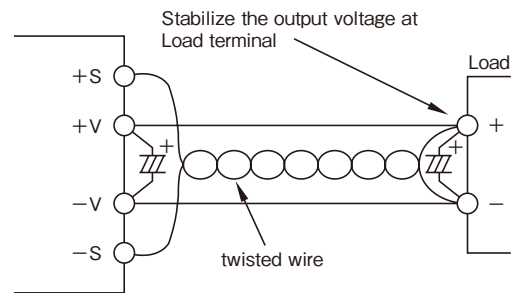 Stabilize the output voltage at
Load terminal
Load
+S
+V
+
+
+
−V
−
−S
twisted wire